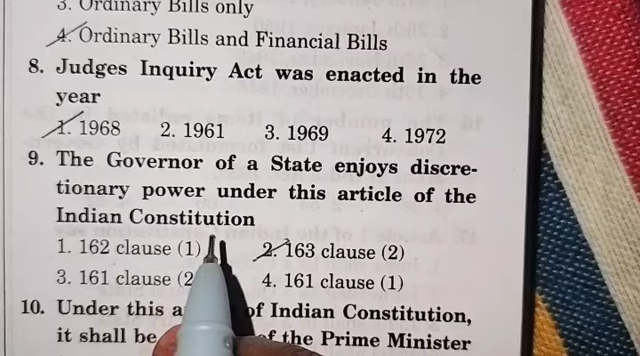 3. Ordinary Bills only
4. Ordinary Bills and Financial Bills
8. Judges Inquiry Act was enacted in the
year
1. 1968 2. 1961 3. 1969 4. 1972
9. The Governor of a State enjoys discre-
tionary power under this article of the
Indian Constitution
1. 162 clause (1) 2. 163 clause (2)
3. 161 clause (2 4. 161 clause (1)
10. Under this a of Indian Constitution,
it shall be of the Prime Minister